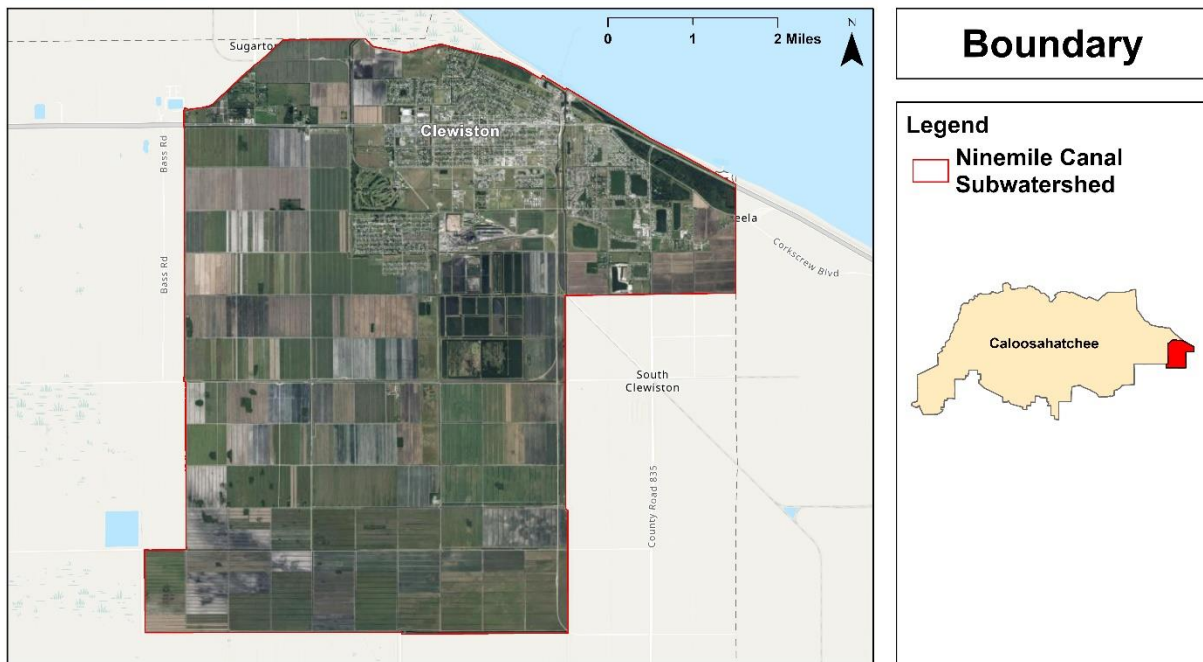 Sugarton
0 1 2 Miles
N
Clewiston
Bass Rd
Bass Rd
eela
Corkscrew Blvd
South
Clewiston
County Road 835
Boundary
Legend
Ninemile Canal
Subwatershed
Caloosahatchee